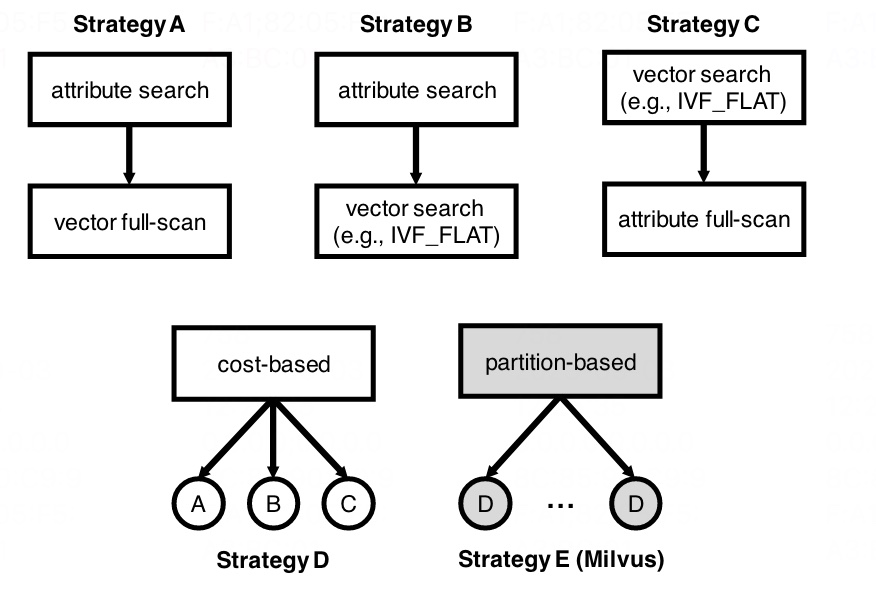 Strategy A
attribute search
vector full-scan
Strategy B
attribute search
vector search
(e.g., IVF_FLAT)
Strategy C
vector search
(e.g., IVF_FLAT)
attribute full-scan
cost-based
A
B
C
Strategy D
partition-based
D
...
D
Strategy E (Milvus)